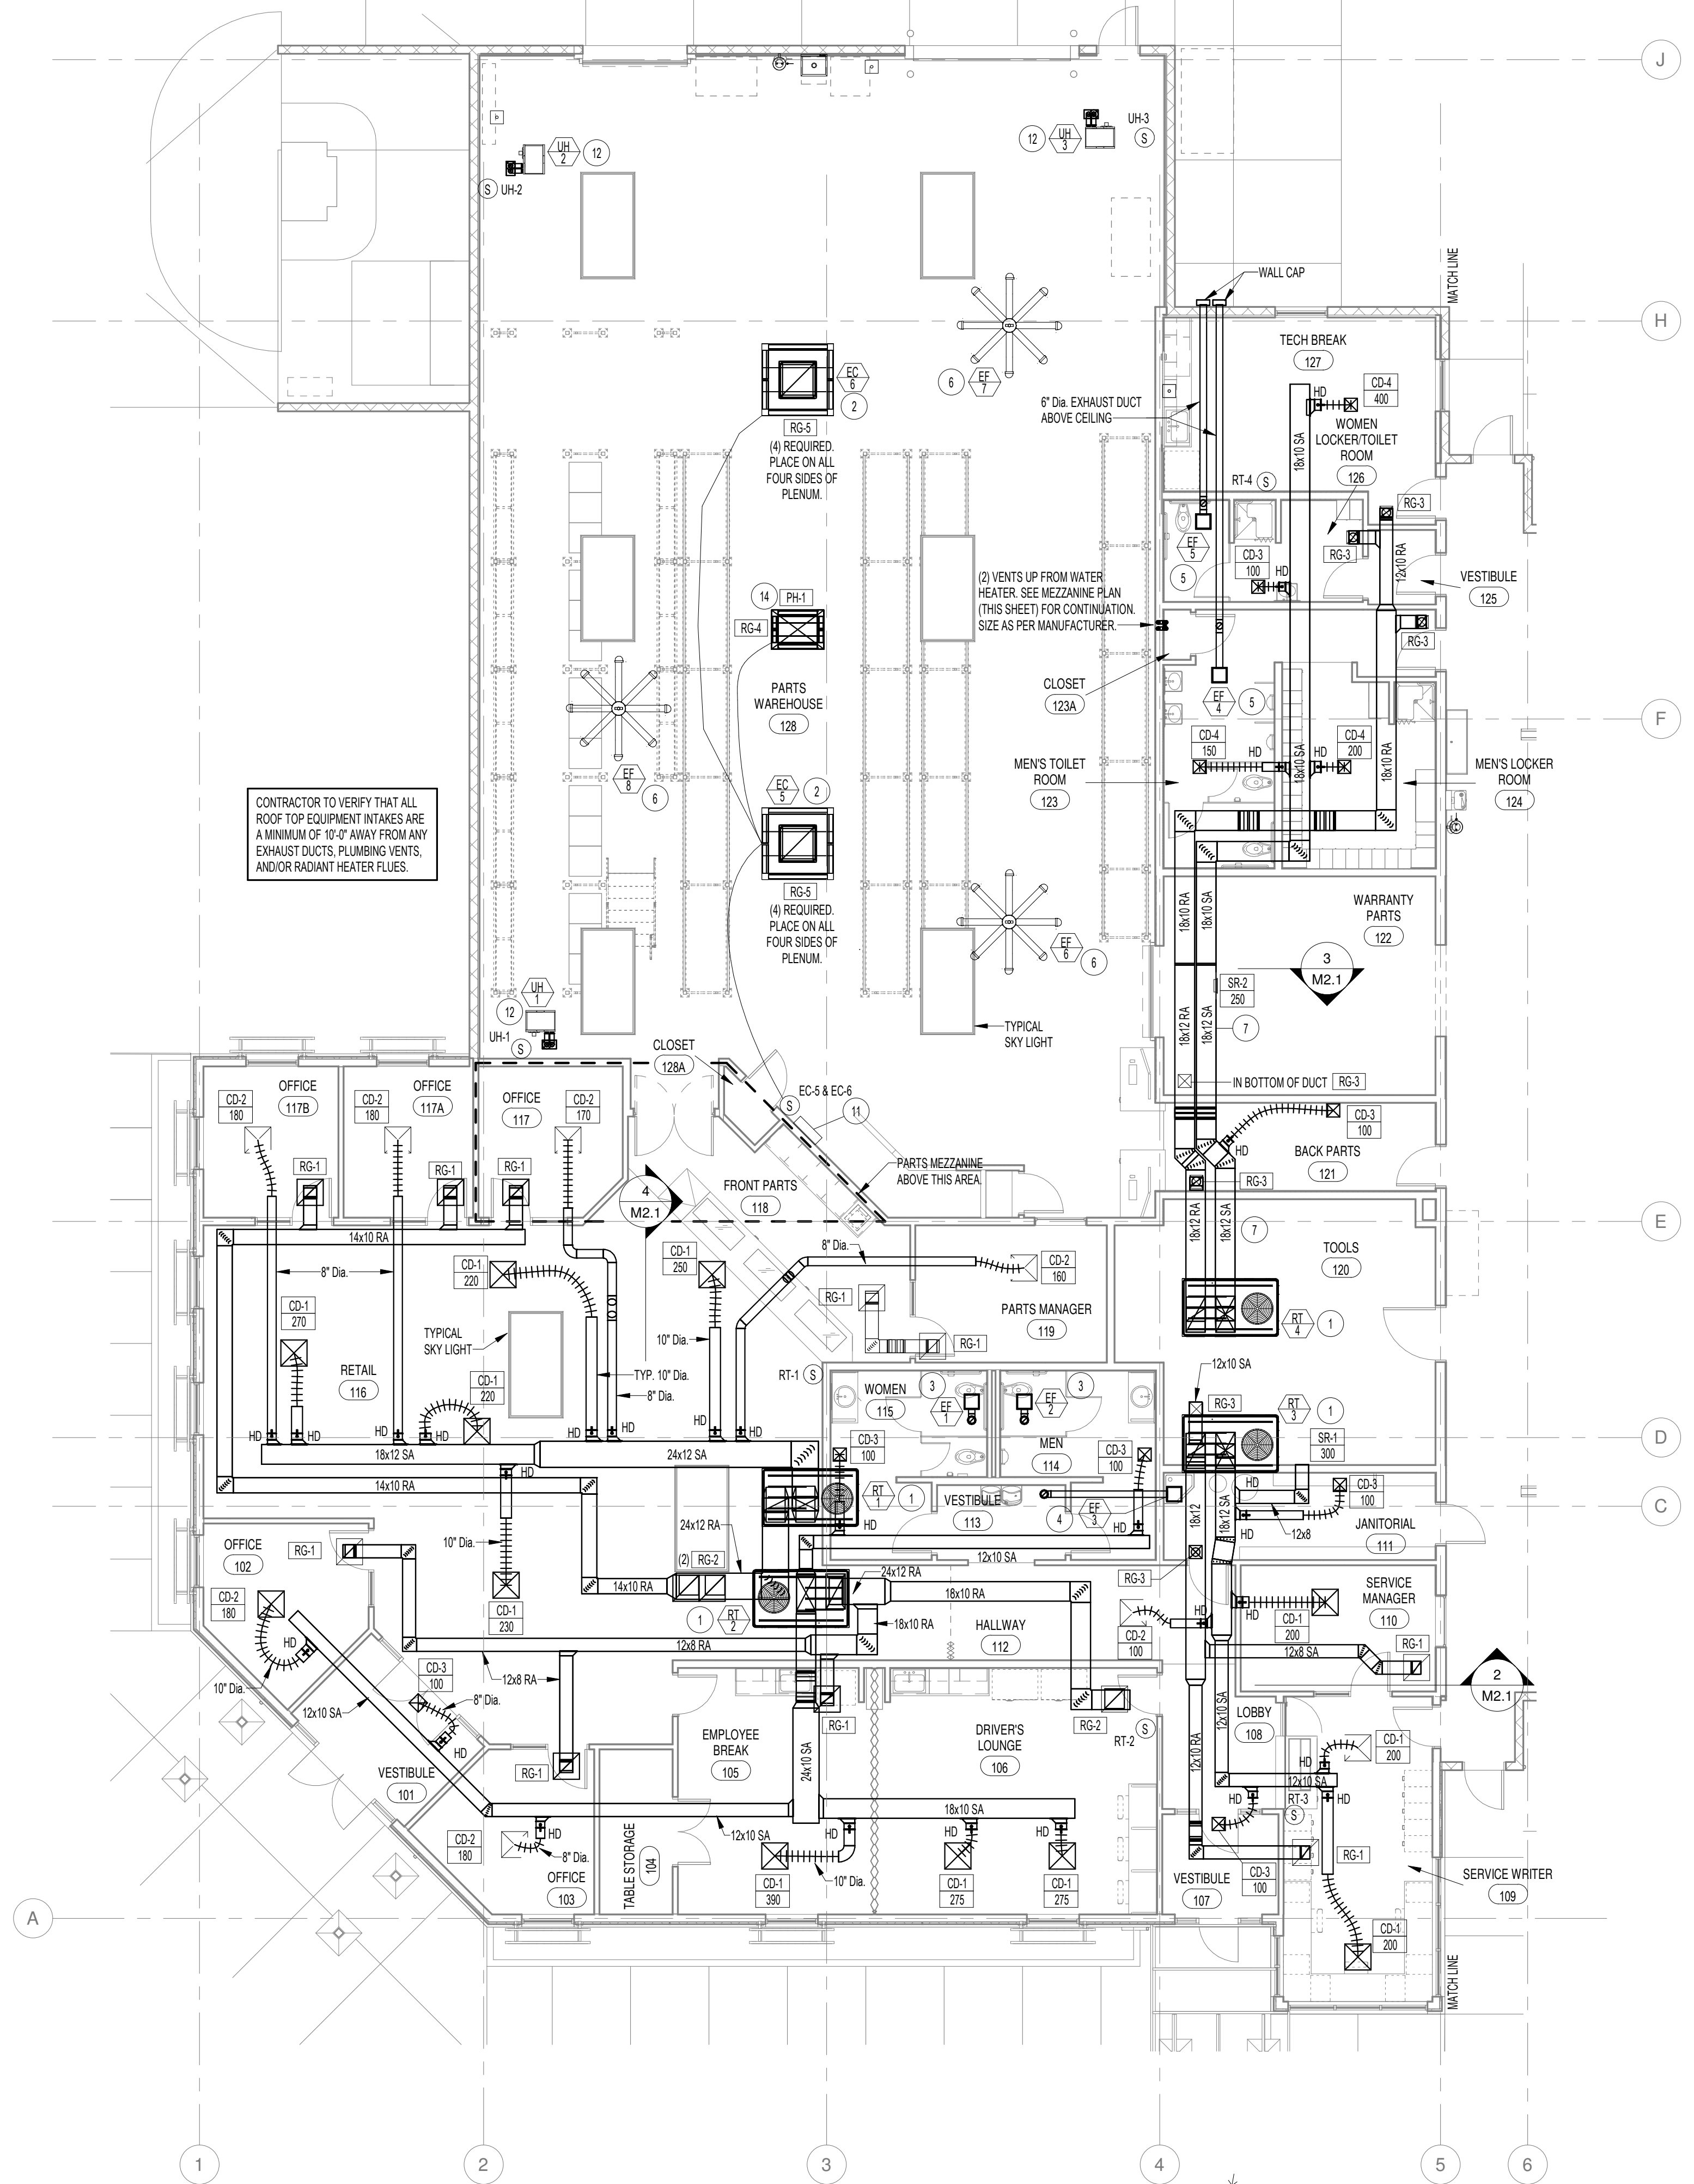 J
UH-3
12
UH
3
S
UH
2
12
S
UH-2
MATCH LINE
WALL CAP
H
TECH BREAK
127
EC
6
2
6
EF
7
CD-4
400
HD
6" Dia. EXHAUST DUCT
ABOVE CEILING
RG-5
(4) REQUIRED.
PLACE ON ALL
FOUR SIDES OF
PLENUM.
WOMEN
LOCKER/TOILET
ROOM
126
18x10 SA
RT-4
S
RG-3
EF
5
5
CD-3
100
HD
RG-3
12x10 RA
VESTIBULE
125
(2) VENTS UP FROM WATER
HEATER. SEE MEZZANINE PLAN
(THIS SHEET) FOR CONTINUATION.
SIZE AS PER MANUFACTURER.
14
PH-1
RG-4
RG-3
PARTS
WAREHOUSE
128
CLOSET
123A
EF
4
5
F
CD-4
150
HD
18x10 SA
HD
CD-4
200
18x10 RA
MEN'S TOILET
ROOM
123
MEN'S LOCKER
ROOM
124
EF
8
6
EC
5
2
CONTRACTOR TO VERIFY THAT ALL
ROOF TOP EQUIPMENT INTAKES ARE
A MINIMUM OF 10'-0" AWAY FROM ANY
EXHAUST DUCTS, PLUMBING VENTS,
AND/OR RADIANT HEATER FLUES.
RG-5
(4) REQUIRED.
PLACE ON ALL
FOUR SIDES OF
PLENUM.
18x10 RA
18x10 SA
WARRANTY
PARTS
122
EF
6
6
3
M2.1
SR-2
250
UH
1
12
UH-1
S
18x12 RA
18x12 SA
7
TYPICAL
SKY LIGHT
CLOSET
128A
IN BOTTOM OF DUCT
RG-3
CD-2
180
OFFICE
117B
CD-2
180
OFFICE
117A
OFFICE
117
CD-2
170
EC-5 & EC-6
S
11
CD-3
100
HD
BACK PARTS
121
RG-1
RG-1
RG-1
PARTS MEZZANINE
ABOVE THIS AREA.
FRONT PARTS
118
4
M2.1
RG-3
E
14x10 RA
8" Dia.
CD-1
220
CD-1
250
8" Dia.
CD-2
160
18x12 RA
18x12 SA
7
TOOLS
120
RG-1
PARTS MANAGER
119
RG-1
CD-1
270
TYPICAL
SKY LIGHT
RT
4
1
RETAIL
116
10" Dia.
TYP. 10" Dia.
8" Dia.
CD-1
220
RT-1
S
12x10 SA
WOMEN
115
3
EF
1
EF
2
3
RG-3
RT
3
1
HD
HD
HD
HD
HD
HD
HD
HD
CD-3
100
MEN
114
CD-3
100
SR-1
300
D
18x12 SA
24x12 SA
HD
14x10 RA
RT
1
1
HD
VESTIBULE
113
4
EF
3
HD
18x12
18x12 SA
CD-3
100
C
HD
12x8
JANITORIAL
111
24x12 RA
12x10 SA
OFFICE
102
RG-1
10" Dia.
(2)
RG-2
24x12 RA
RG-3
14x10 RA
18x10 RA
SERVICE
MANAGER
110
CD-2
180
CD-1
230
1
RT
2
18x10 RA
HALLWAY
112
HD
CD-2
100
HD
CD-1
200
12x8 SA
RG-1
HD
12x8 RA
10" Dia.
CD-3
100
8" Dia.
12x8 RA
2
M2.1
12x10 SA
HD
EMPLOYEE
BREAK
105
RG-1
DRIVER'S
LOUNGE
106
RG-2
S
RT-2
LOBBY
108
12x10 RA
12x10 SA
CD-1
200
VESTIBULE
101
RG-1
24x10 SA
HD
12x10 SA
18x10 SA
HD
RT-3
S
HD
12x10 SA
HD
HD
HD
HD
CD-2
180
8" Dia.
OFFICE
103
TABLE STORAGE
104
CD-1
390
10" Dia.
CD-1
275
CD-1
275
RG-1
VESTIBULE
107
CD-3
100
SERVICE WRITER
109
A
CD-1
200
MATCH LINE
1
2
3
4
5
6